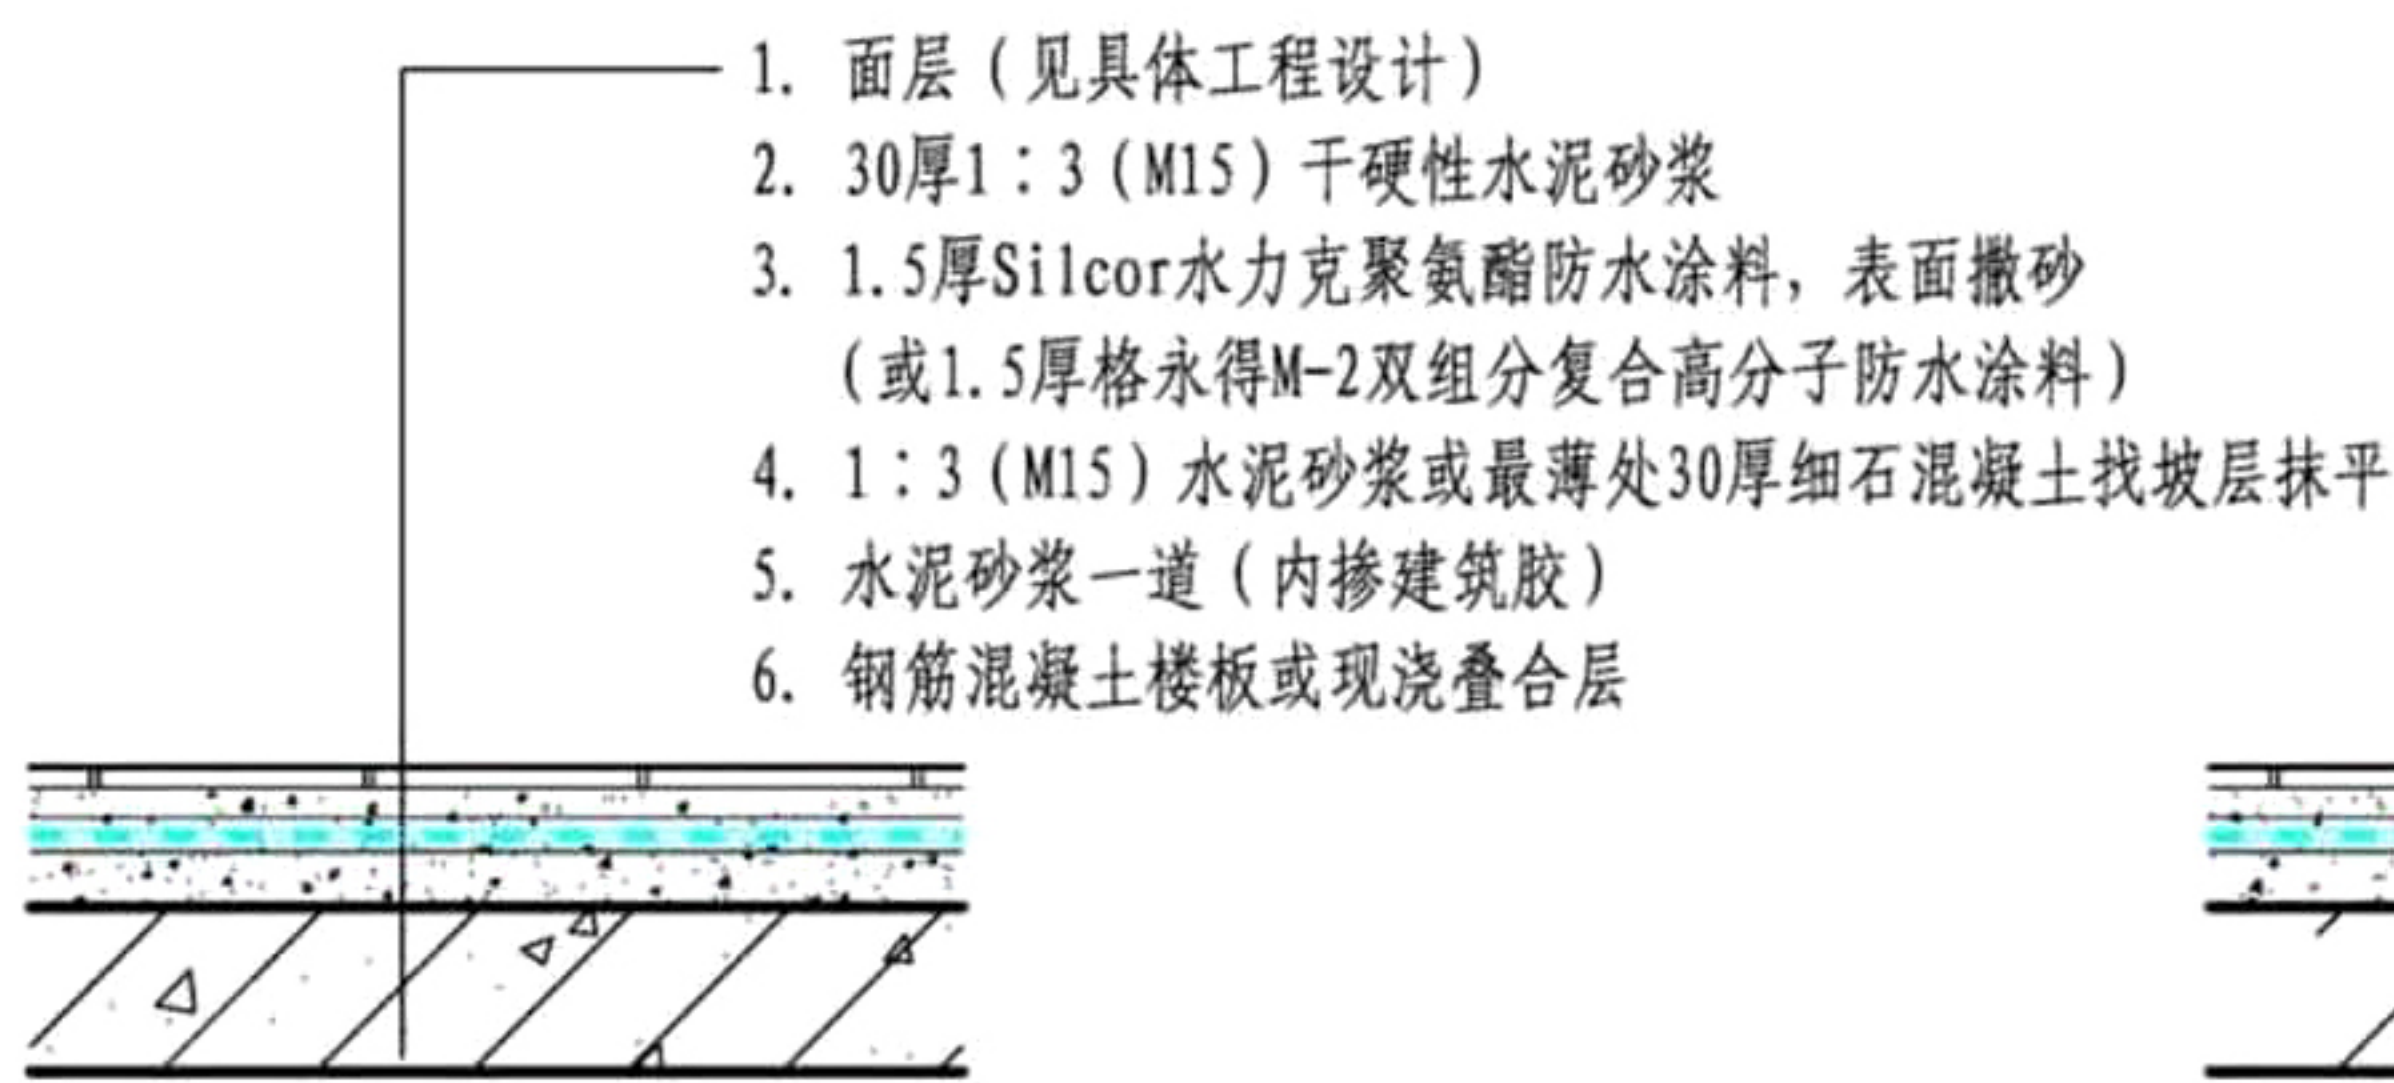 1. 面层（见具体工程设计）
2. 30厚1：3（M15）干硬性水泥砂浆
3. 1.5厚Silcor水力克聚氨酯防水涂料，表面撒砂
（或1.5厚格永得M-2双组分复合高分子防水涂料）
4. 1：3（M15）水泥砂浆或最薄处30厚细石混凝土找坡层抹平
5. 水泥砂浆一道（内掺建筑胶）
6. 钢筋混凝土楼板或现浇叠合层